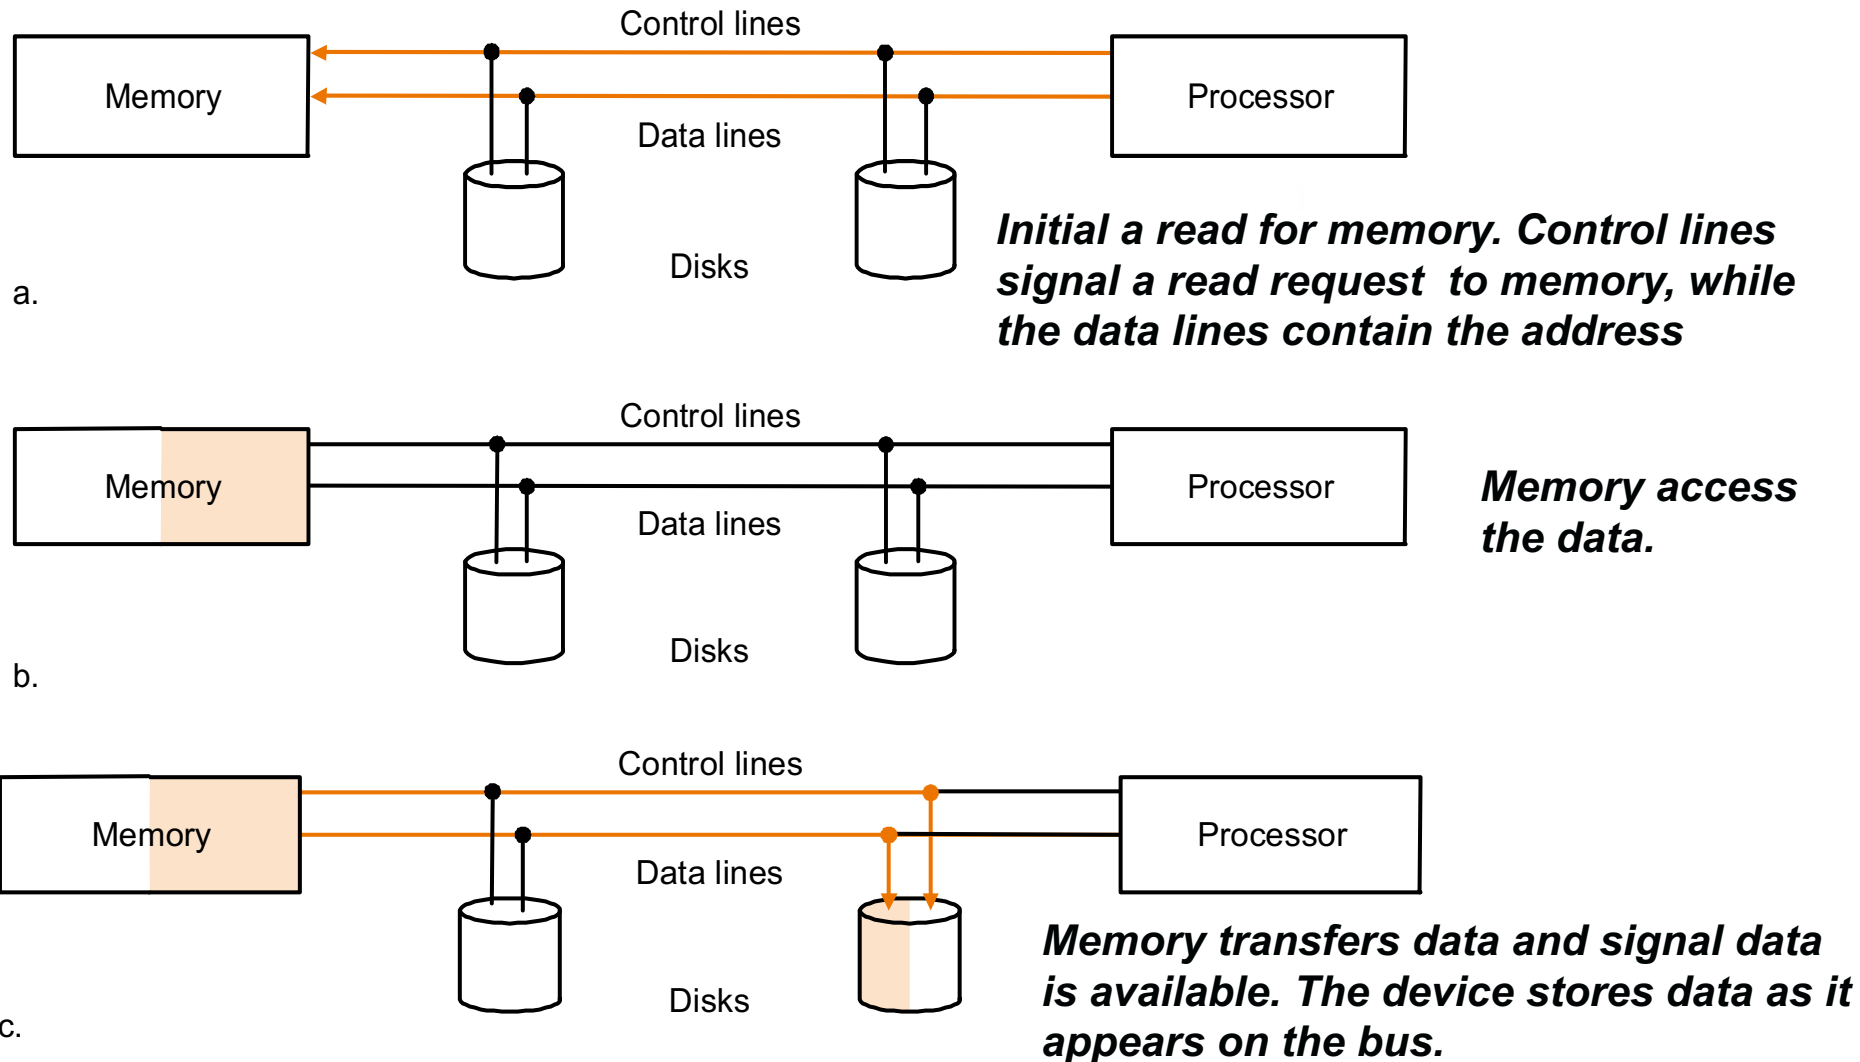 Control lines
Memory
Processor
Data lines
Disks
Initial a read for memory. Control lines
signal a read request to memory, while
the data lines contain the address
a.
Control lines
Memory
Processor
Data lines
Memory access
the data.
Disks
b.
Control lines
Memory
Processor
Data lines
Disks
Memory transfers data and signal data
is available. The device stores data as it
appears on the bus.
c.